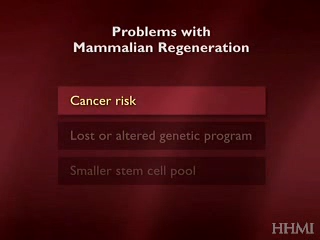 Problems with
Mammalian Regeneration
Cancer risk
Lost or altered genetic program
Smaller stem cell pool
HHMI